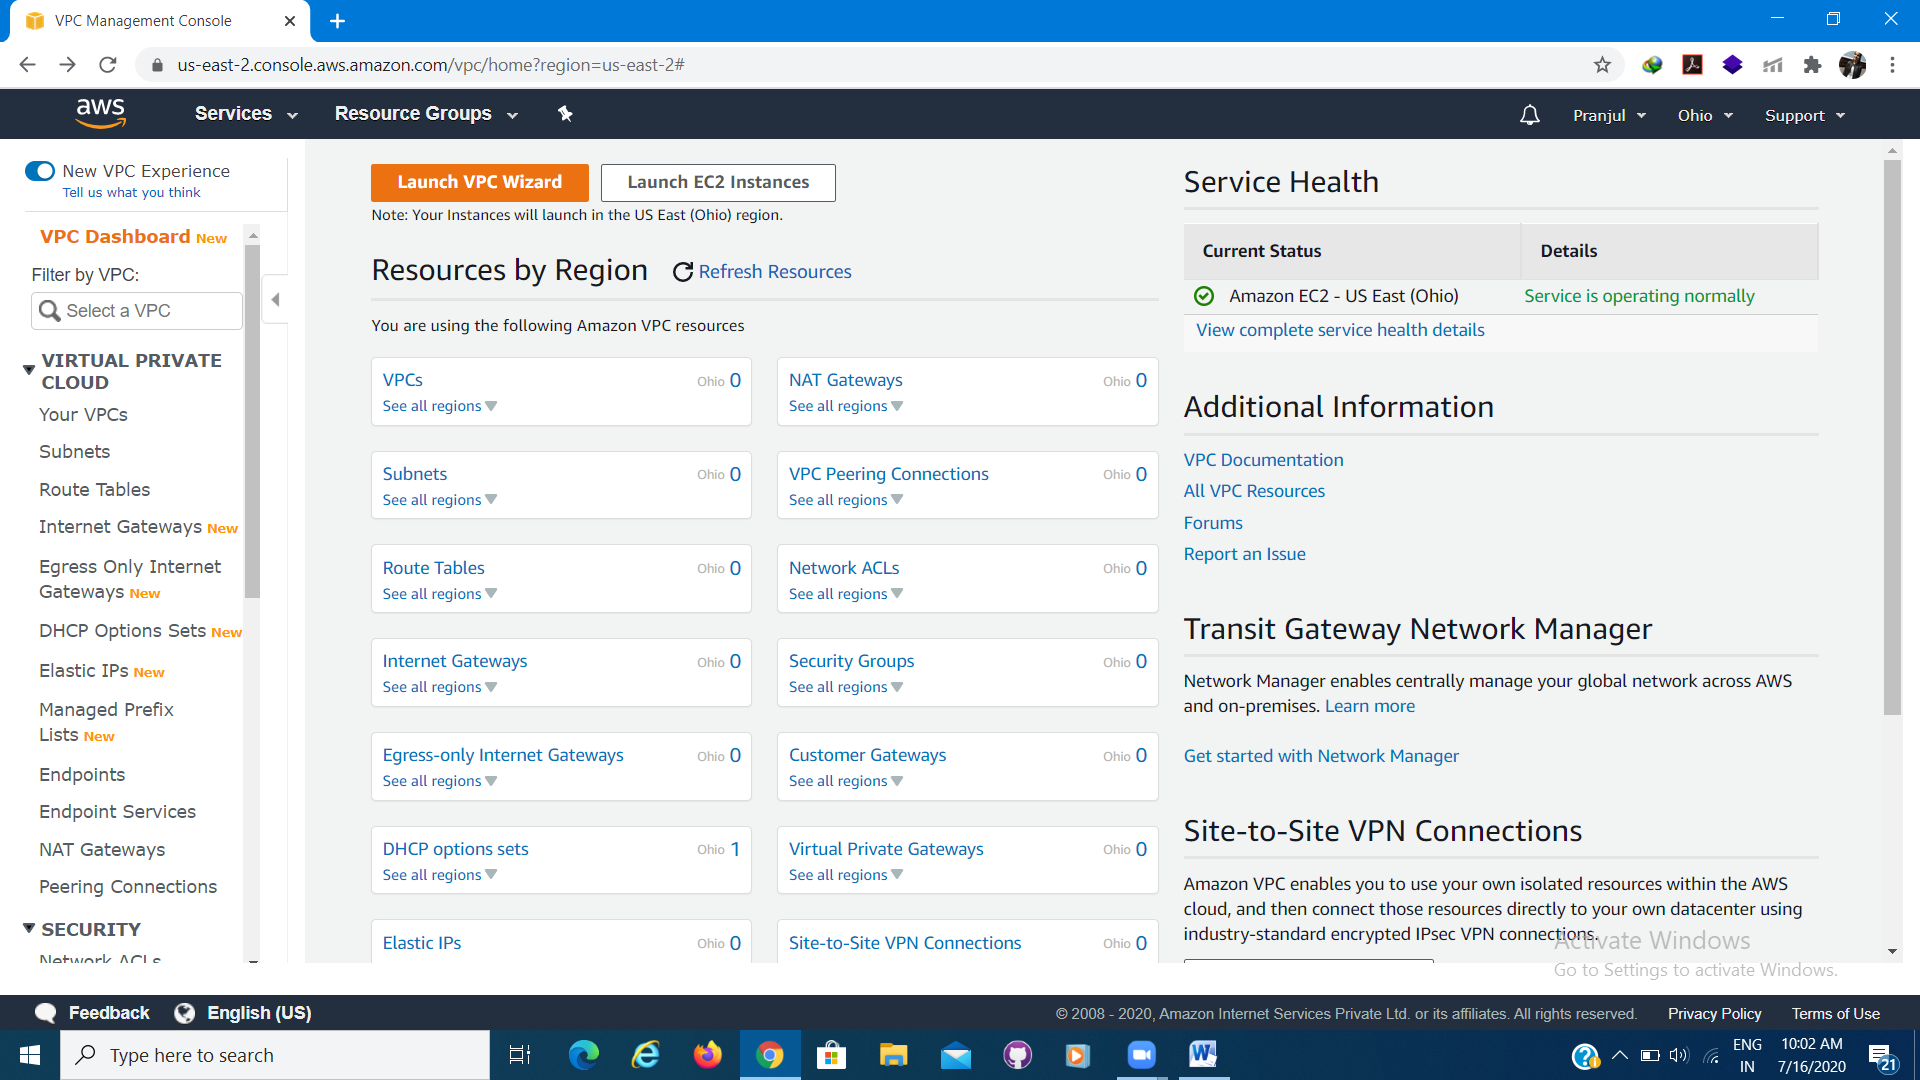 VPC Management Console
us-east-2.console.aws.amazon.com/vpc/home?region=us-east-2#
aws
Services
Resource Groups
Pranjul
Ohio
Support
New VPC Experience
Tell us what you think
VPC Dashboard New
Filter by VPC:
Select a VPC
VIRTUAL PRIVATE
CLOUD
Your VPCs
Subnets
Route Tables
Internet Gateways New
Egress Only Internet
Gateways New
DHCP Options Sets New
Elastic IPs New
Managed Prefix
Lists New
Endpoints
Endpoint Services
NAT Gateways
Peering Connections
SECURITY
Network ACLs
Launch VPC Wizard
Launch EC2 Instances
Note: Your Instances will launch in the US East (Ohio) region.
Resources by Region
Refresh Resources
You are using the following Amazon VPC resources
VPCs Ohio 0
See all regions
NAT Gateways Ohio 0
See all regions
Subnets Ohio 0
See all regions
VPC Peering Connections Ohio 0
See all regions
Route Tables Ohio 0
See all regions
Network ACLs Ohio 0
See all regions
Internet Gateways Ohio 0
See all regions
Security Groups Ohio 0
See all regions
Egress-only Internet Gateways Ohio 0
See all regions
Customer Gateways Ohio 0
See all regions
DHCP options sets Ohio 1
See all regions
Virtual Private Gateways Ohio 0
See all regions
Elastic IPs Ohio 0
Site-to-Site VPN Connections Ohio 0
Service Health
Current Status Details
Amazon EC2 - US East (Ohio) Service is operating normally
View complete service health details
Additional Information
VPC Documentation
All VPC Resources
Forums
Report an Issue
Transit Gateway Network Manager
Network Manager enables centrally manage your global network across AWS
and on-premises. Learn more
Get started with Network Manager
Site-to-Site VPN Connections
Amazon VPC enables you to use your own isolated resources within the AWS
cloud, and then connect those resources directly to your own datacenter using
industry-standard encrypted IPsec VPN connections.
Activate Windows
Go to Settings to activate Windows.
Feedback
English (US)
© 2008 - 2020, Amazon Internet Services Private Ltd. or its affiliates. All rights reserved.
Privacy Policy
Terms of Use
Type here to search
ENG
IN
10:02 AM
7/16/2020
21